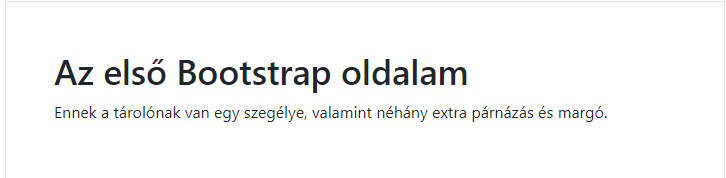 Az első Bootstrap oldalam
Ennek a tárolónak van egy szegélye, valamint néhány extra párnázás és margó.